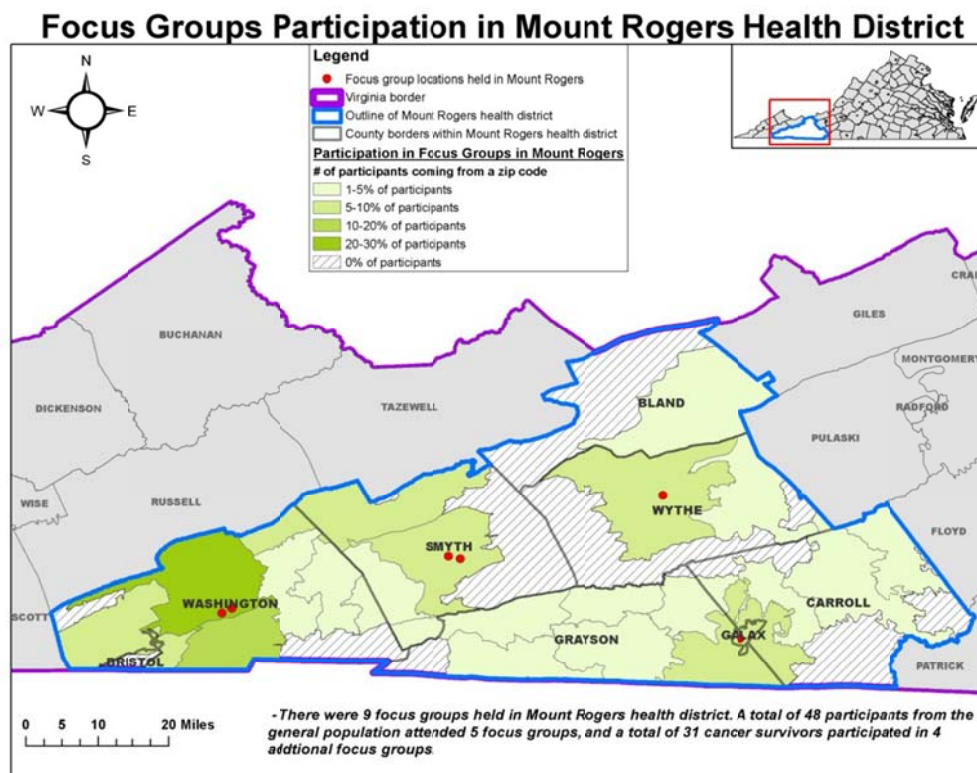 Focus Groups Participation in Mount Rogers Health District
Legend
Focus group locations held in Mount Rogers
Virginia border
Outline of Mount Rogers health district
County borders within Mount Rogers health district
Participation in Focus Groups in Mount Rogers
# of participants coming from a zip code
1-5% of participants
5-10% of participants
10-20% of participants
20-30% of participants
0% of participants
N
W
E
S
CRAI
GILES
BUCHANAN
MONTGOMERY
TAZEWELL
BLAND
DICKENSON
RADFORD
PULASKI
WISE
RUSSELL
WYTHE
FLOYD
SMYTH
WASHINGTON
CARROLL
SCOTT
GRAYSON
GALAX
BRISTOL
PATRICK
0 5 10 20 Miles
-There were 9 focus groups held in Mount Rogers health district. A total of 48 participants from the
general population attended 5 focus groups, and a total of 31 cancer survivors participated in 4
addtional focus groups.